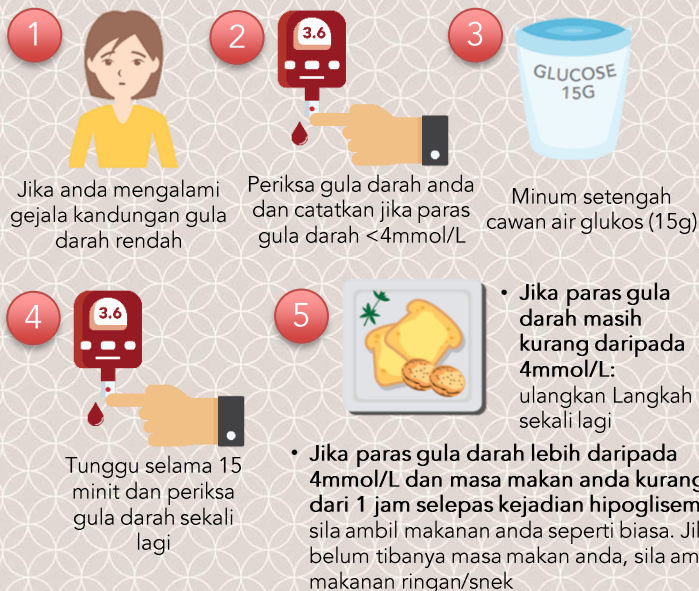 1
Jika anda mengalami
gejala kandungan gula
darah rendah
2
3.6
Periksa gula darah anda
dan catatkan jika paras
gula darah <4mmol/L
3
GLUCOSE
15G
Minum setengah
cawan air glukos (15g)
4
3.6
Tunggu selama 15
minit dan periksa
gula darah sekali
lagi
5
• Jika paras gula
darah masih
kurang daripada
4mmol/L:
ulangkan Langkah
sekali lagi
• Jika paras gula darah lebih daripada
4mmol/L dan masa makan anda kurang
dari 1 jam selepas kejadian
sila ambil makanan anda seperti biasa.
belum tibanya masa makan anda, sila
makanan ringan/snek